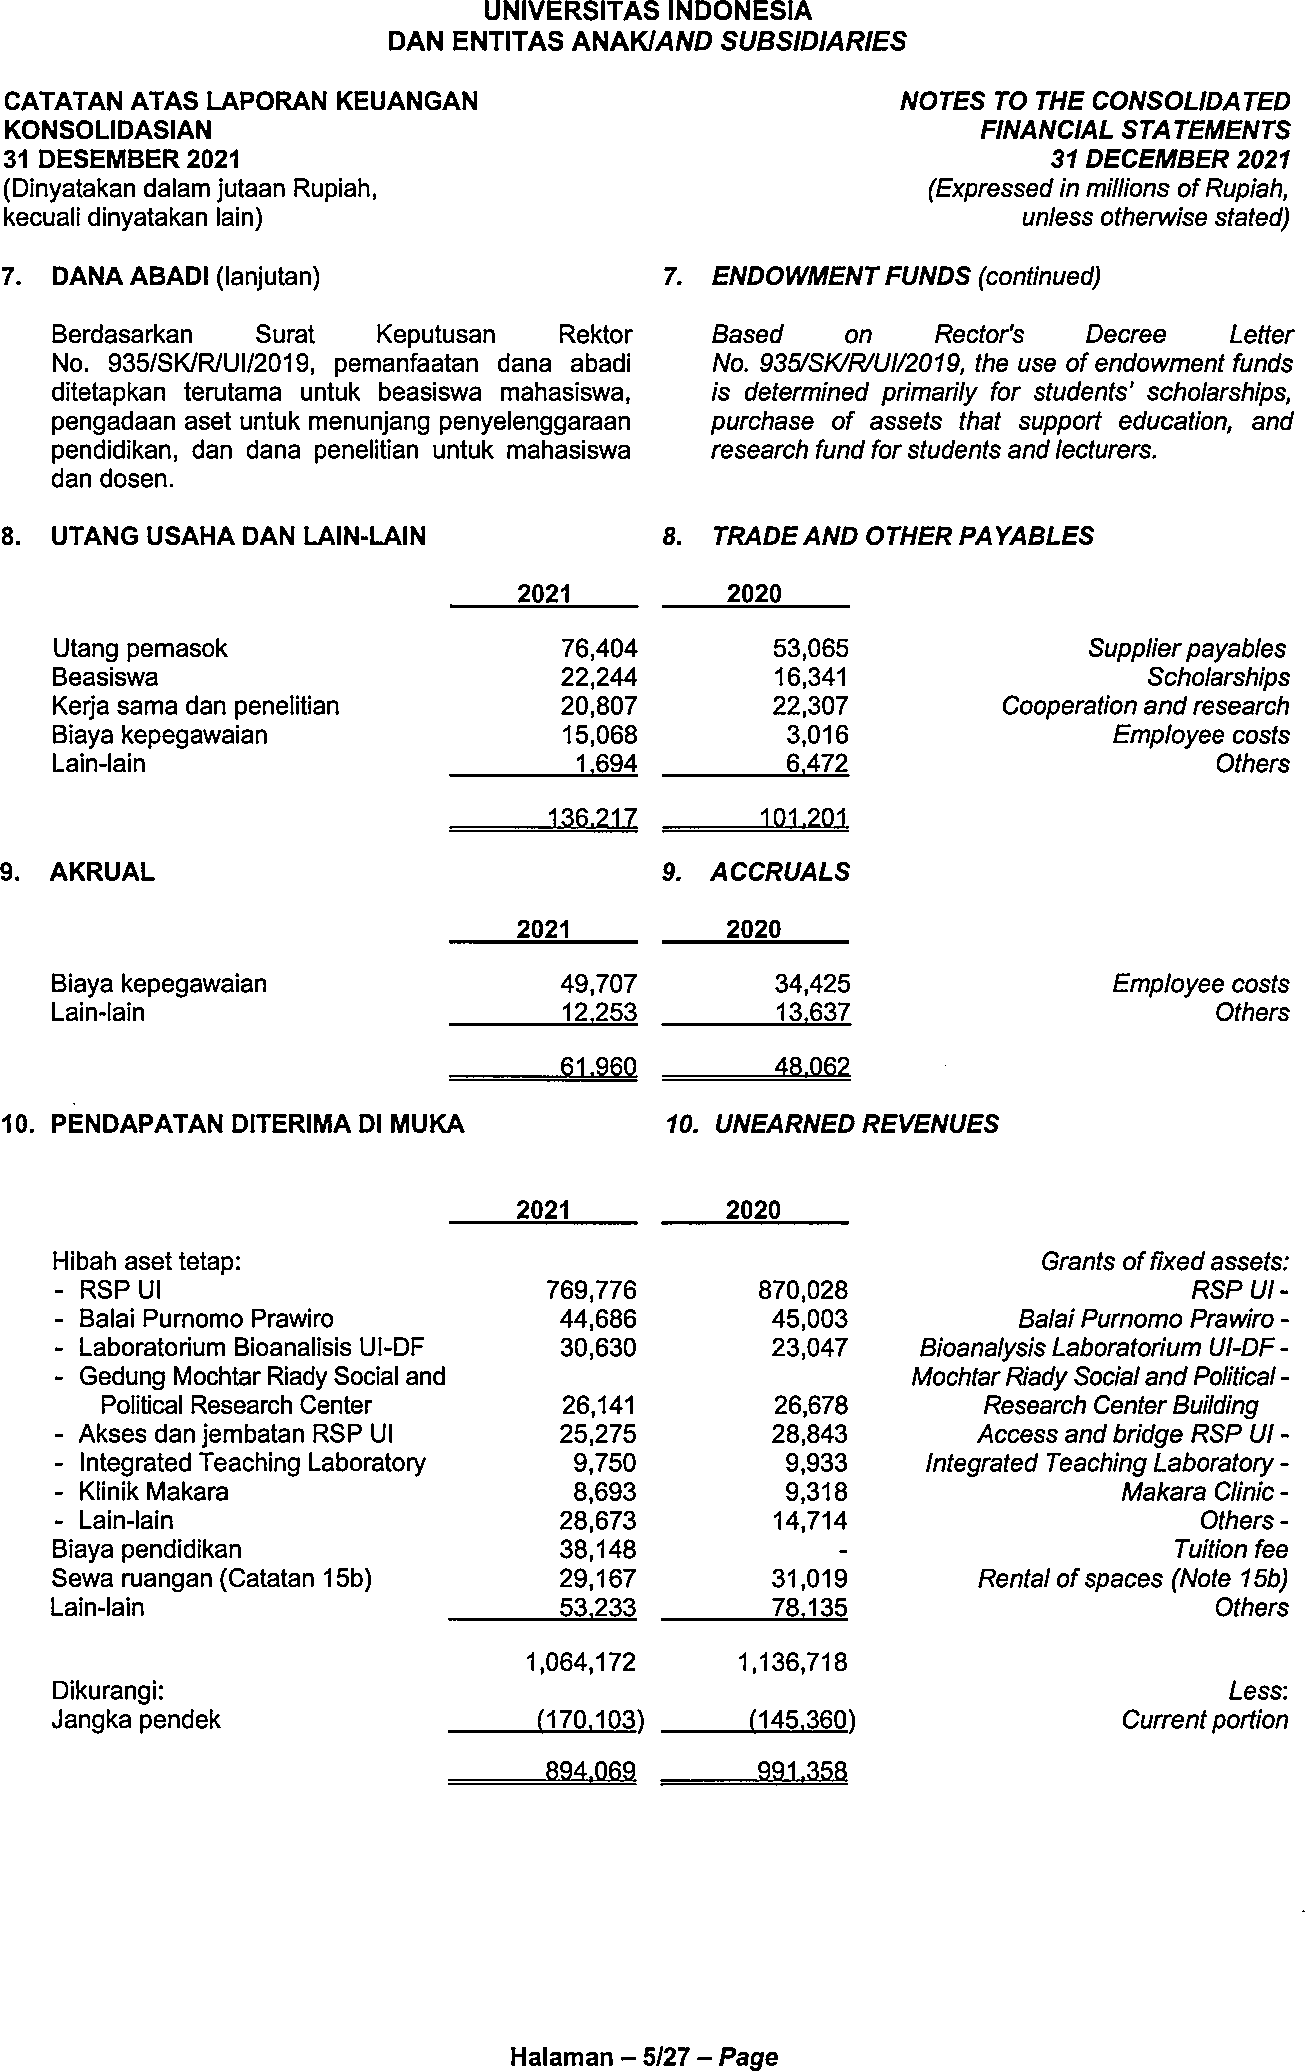 UNIVERSITAS INDONESIA
DAN ENTITAS ANAK/AND SUBSIDIARIES
CATATAN ATAS LAPORAN KEUANGAN
KONSOLIDASIAN
31 DESEMBER 2021
(Dinyatakan dalam jutaan Rupiah,
kecuali dinyatakan lain)
NOTES TO THE CONSOLIDATED
FINANCIAL STATEMENTS
31 DECEMBER 2021
(Expressed in millions of Rupiah,
unless otherwise stated)
7. DANA ABADI (lanjutan)
Berdasarkan Surat Keputusan Rektor
No. 935/SK/R/UI/2019, pemanfaatan dana abadi
ditetapkan terutama untuk beasiswa mahasiswa,
pengadaan aset untuk menunjang penyelenggaraan
pendidikan, dan dana penelitian untuk mahasiswa
dan dosen.
7. ENDOWMENT FUNDS (continued)
Based on Rector's Decree Letter
No. 935/SK/R/UI/2019, the use of endowment funds
is determined primarily for students' scholarships,
purchase of assets that support education, and
research fund for students and lecturers.
8. UTANG USAHA DAN LAIN-LAIN 8. TRADE AND OTHER PAYABLES
2021 2020
Utang pemasok 76,404 53,065 Supplier payables
Beasiswa 22,244 16,341 Scholarships
Kerja sama dan penelitian 20,807 22,307 Cooperation and research
Biaya kepegawaian 15,068 3,016 Employee costs
Lain-lain 1,694 6,472 Others
136,217 101,201
9. AKRUAL 9. ACCRUALS
2021 2020
Biaya kepegawaian 49,707 34,425 Employee costs
Lain-lain 12,253 13,637 Others
61,960 48,062
10. PENDAPATAN DITERIMA DI MUKA 10. UNEARNED REVENUES
2021 2020
Hibah aset tetap: Grants of fixed assets:
- RSP UI 769,776 870,028 RSP UI -
- Balai Purnomo Prawiro 44,686 45,003 Balai Purnomo Prawiro -
- Laboratorium Bioanalisis UI-DF 30,630 23,047 Bioanalysis Laboratorium UI-DF -
- Gedung Mochtar Riady Social and Mochtar Riady Social and Political -
Political Research Center 26,141 26,678 Research Center Building
- Akses dan jembatan RSP UI 25,275 28,843 Access and bridge RSP UI -
- Integrated Teaching Laboratory 9,750 9,933 Integrated Teaching Laboratory -
- Klinik Makara 8,693 9,318 Makara Clinic -
- Lain-lain 28,673 14,714 Others -
Biaya pendidikan 38,148 - Tuition fee
Sewa ruangan (Catatan 15b) 29,167 31,019 Rental of spaces (Note 15b)
Lain-lain 53,233 78,135 Others
1,064,172 1,136,718
Dikurangi: Less:
Jangka pendek (170,103) (145,360) Current portion
894,069 991,358
Halaman – 5/27 – Page